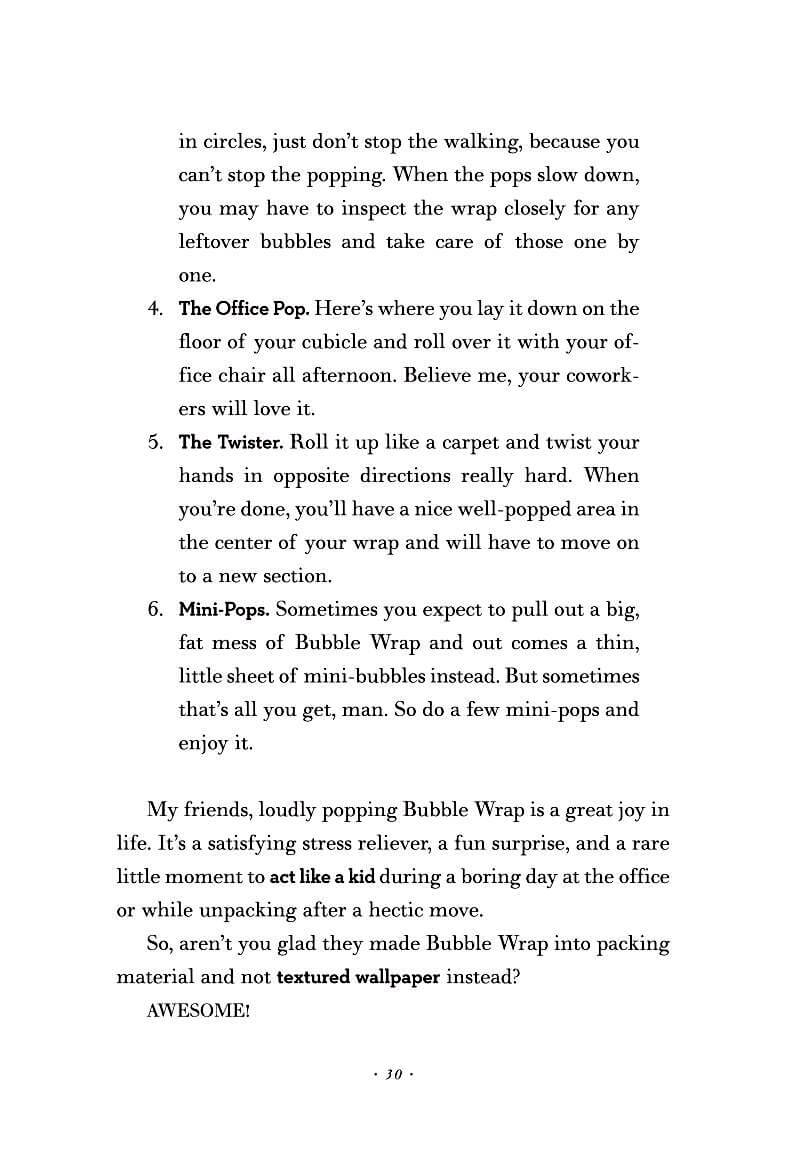 in circles, just don’t stop the walking, because you
can’t stop the popping. When the pops slow down,
you may have to inspect the wrap closely for any
leftover bubbles and take care of those one by
one.
4. The Office Pop. Here’s where you lay it down on the
floor of your cubicle and roll over it with your of-
fice chair all afternoon. Believe me, your cowork-
ers will love it.
5. The Twister. Roll it up like a carpet and twist your
hands in opposite directions really hard. When
you’re done, you’ll have a nice well-popped area in
the center of your wrap and will have to move on
to a new section.
6. Mini-Pops. Sometimes you expect to pull out a big,
fat mess of Bubble Wrap and out comes a thin,
little sheet of mini-bubbles instead. But sometimes
that’s all you get, man. So do a few mini-pops and
enjoy it.
My friends, loudly popping Bubble Wrap is a great joy in
life. It’s a satisfying stress reliever, a fun surprise, and a rare
little moment to act like a kid during a boring day at the office
or while unpacking after a hectic move.
So, aren’t you glad they made Bubble Wrap into packing
material and not textured wallpaper instead?
AWESOME!
· 30 ·